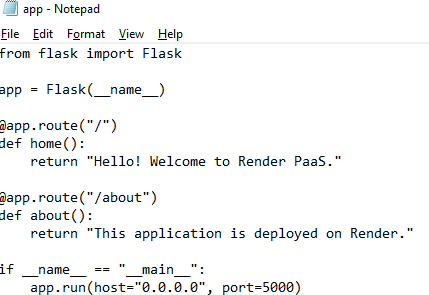 app - Notepad
File Edit Format View Help
from flask import Flask

app = Flask(__name__)

@app.route("/")
def home():
    return "Hello! Welcome to Render PaaS."

@app.route("/about")
def about():
    return "This application is deployed on Render."

if __name__ == "__main__":
    app.run(host="0.0.0.0", port=5000)